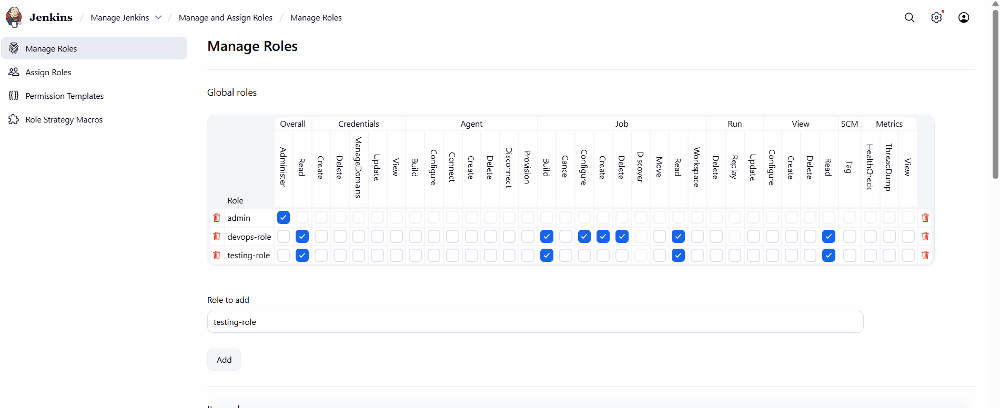 Jenkins / Manage Jenkins / Manage and Assign Roles / Manage Roles
Manage Roles
Assign Roles
Permission Templates
Role Strategy Macros
Manage Roles
Global roles
Overall Credentials Agent Job Run View SCM Metrics
Role Administer Read Create Delete ManageDomains Update View Build Configure Connect Create Delete Disconnect Provision Build Cancel Configure Create Delete Discover Move Read Workspace Delete Replay Update Configure Create Delete Read Tag HealthCheck ThreadDump View
admin
devops-role
testing-role
Role to add
testing-role
Add